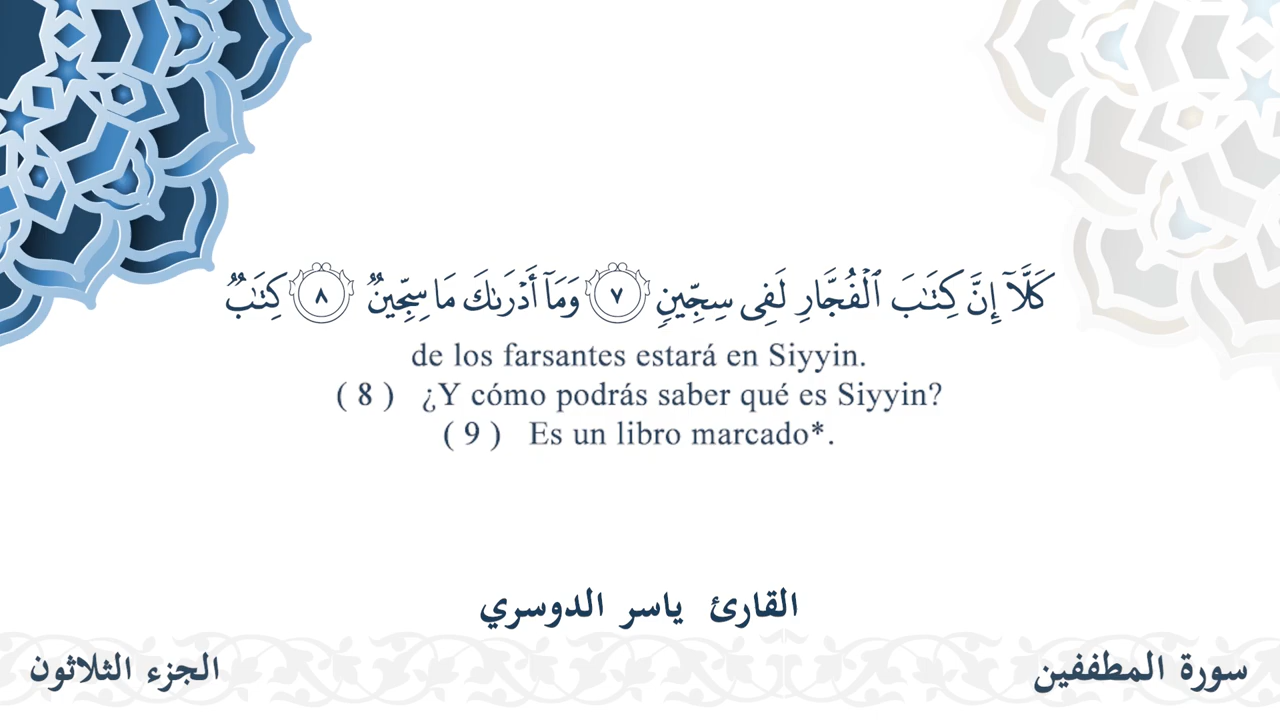 كَلَّآ إِنَّ كِتَٰبَ ٱلۡفُجَّارِ لَفِى سِجِّينٖ ٧ وَمَآ أَدۡرَىٰكَ مَا سِجِّينٞ ٨ كِتَٰبٞ
de los farsantes estará en Siyyin.
( 8 ) ¿Y cómo podrás saber qué es Siyyin?
( 9 ) Es un libro marcado*.
القارئ ياسر الدوسري
سورة المطففين
الجزء الثلاثون